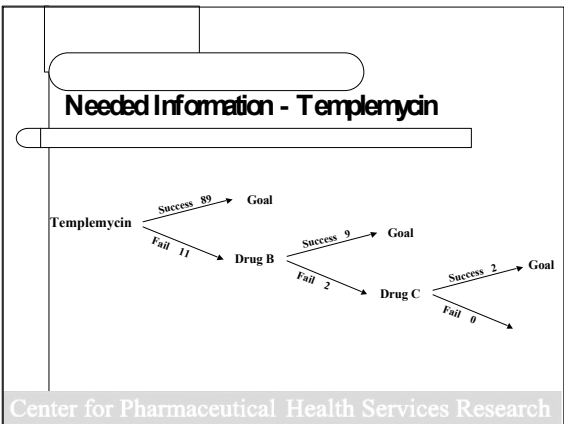 Needed Information - Templemycin
Success 89
Goal
Templemycin
Fail 11
Success 9
Goal
Drug B
Fail 2
Success 2
Goal
Drug C
Fail 0
Center for Pharmaceutical Health Services Research